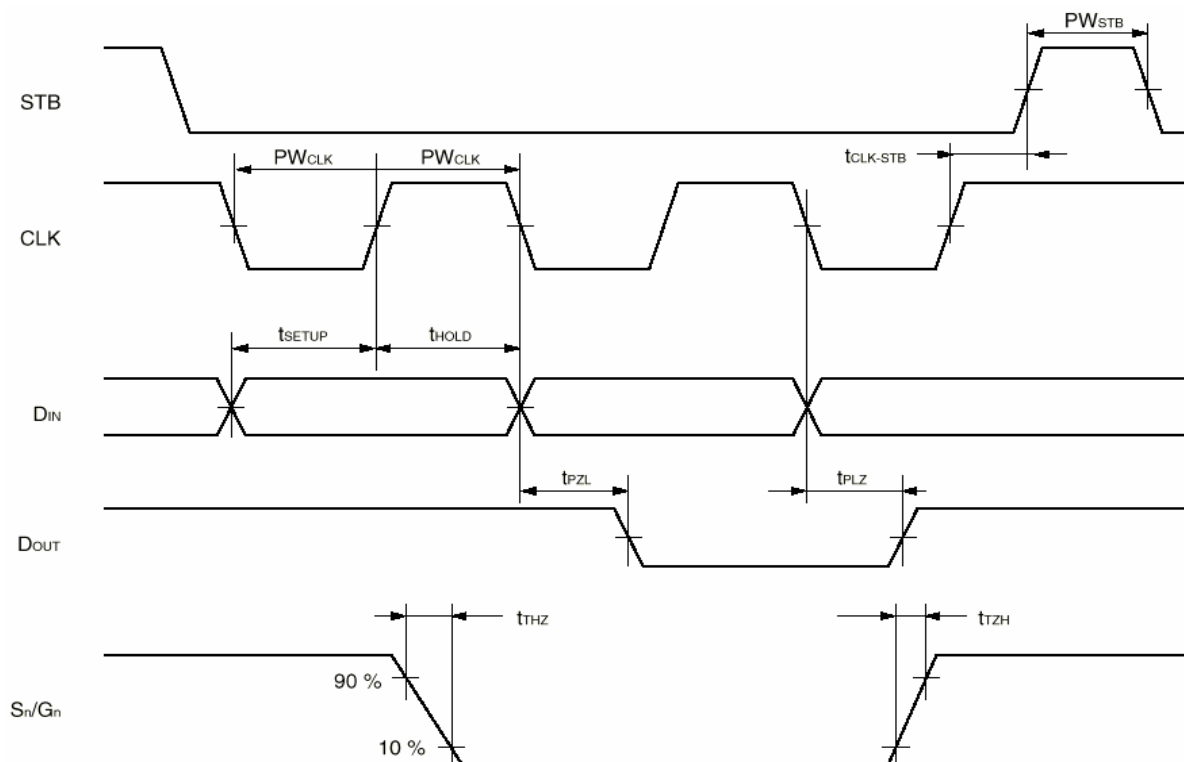 PWSTB
STB
tCLK-STB
PWCLK PWCLK
CLK
tSETUP tHOLD
DIN
tPZL tPLZ
DOUT
tTHZ tTZH
90 %
Sn/Gn
10 %